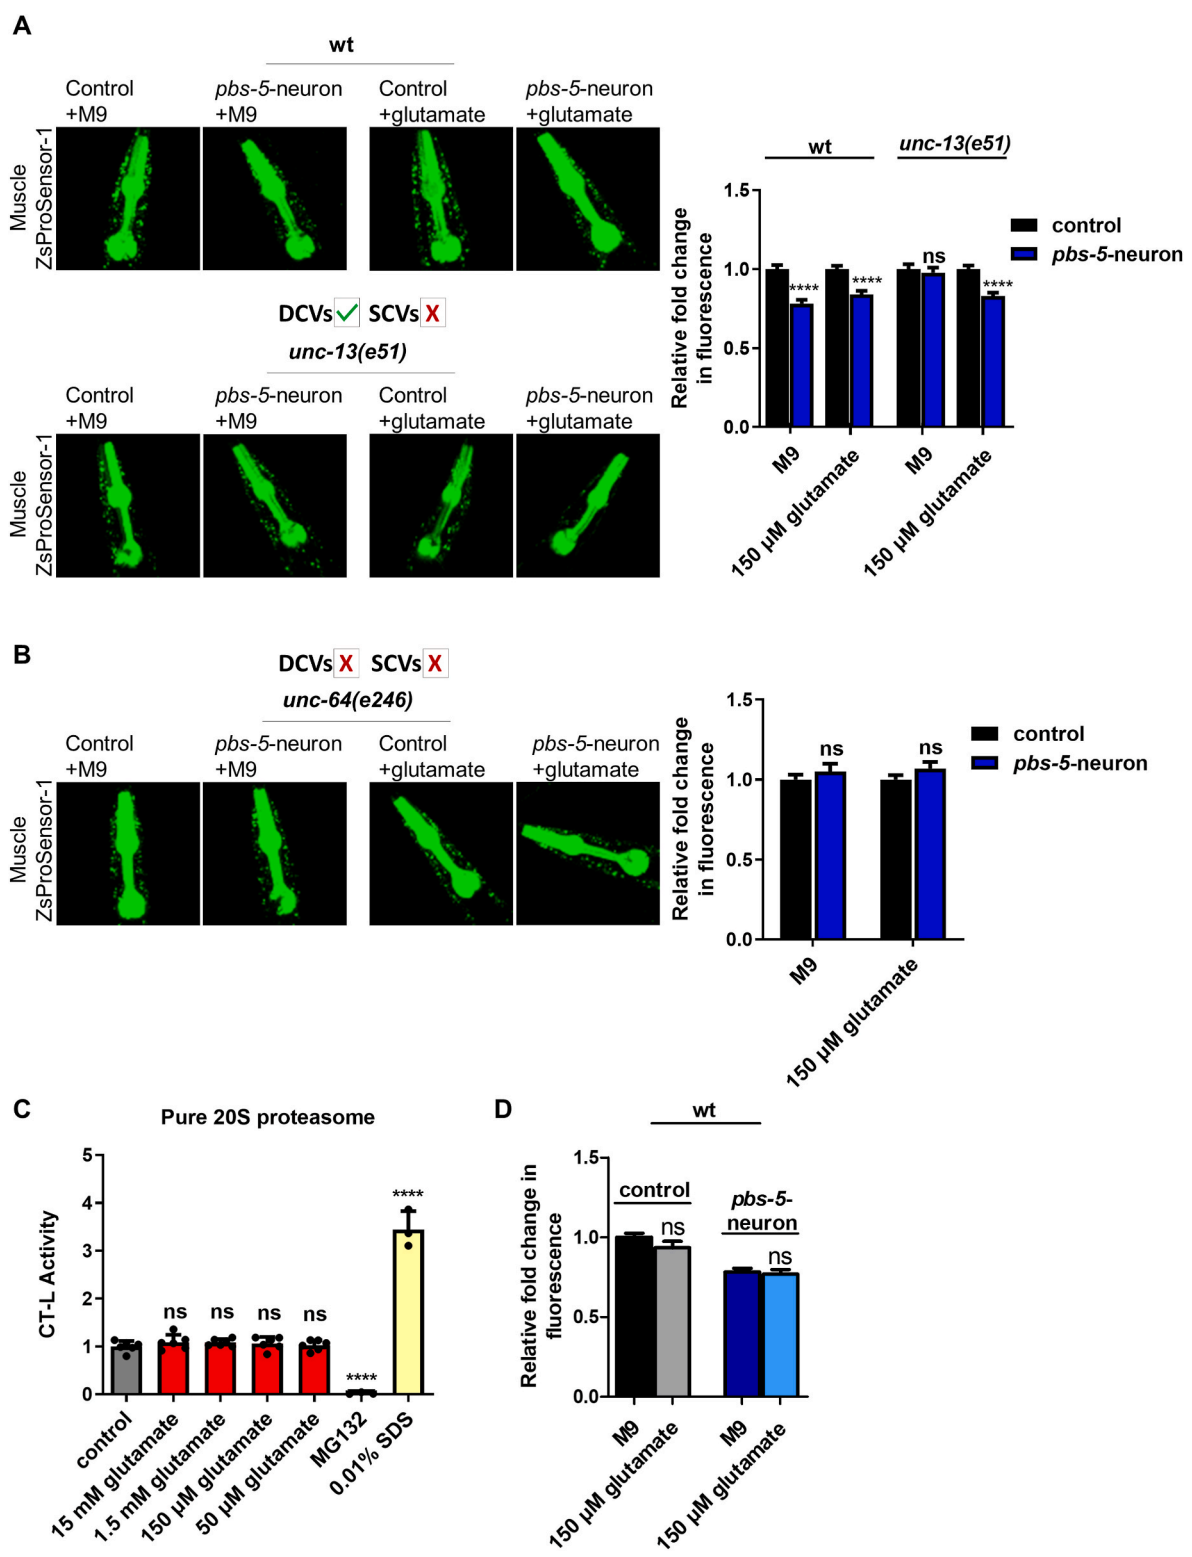 A
wt
Control
+M9
pbs-5-neuron
+M9
Control
+glutamate
pbs-5-neuron
+glutamate
Muscle
ZsProSensor-1
DCVs ✓ SCVs X
unc-13(e51)
Control
+M9
pbs-5-neuron
+M9
Control
+glutamate
pbs-5-neuron
+glutamate
Muscle
ZsProSensor-1
wt
unc-13(e51)
Relative fold change
in fluorescence
1.5
1.0
0.5
0.0
****
****
ns
****
M9
150 µM glutamate
M9
150 µM glutamate
control
pbs-5-neuron
B
DCVs X SCVs X
unc-64(e246)
Control
+M9
pbs-5-neuron
+M9
Control
+glutamate
pbs-5-neuron
+glutamate
Muscle
ZsProSensor-1
Relative fold change
in fluorescence
1.5
1.0
0.5
0.0
ns
ns
M9
150 µM glutamate
control
pbs-5-neuron
C
Pure 20S proteasome
CT-L Activity
5
4
3
2
1
0
ns
ns
ns
ns
****
****
control
15 mM glutamate
1.5 mM glutamate
150 µM glutamate
50 µM glutamate
MG132
0.01% SDS
D
wt
Relative fold change in
fluorescence
1.5
1.0
0.5
0.0
control
ns
pbs-5-
neuron
ns
M9
150 µM glutamate
M9
150 µM glutamate